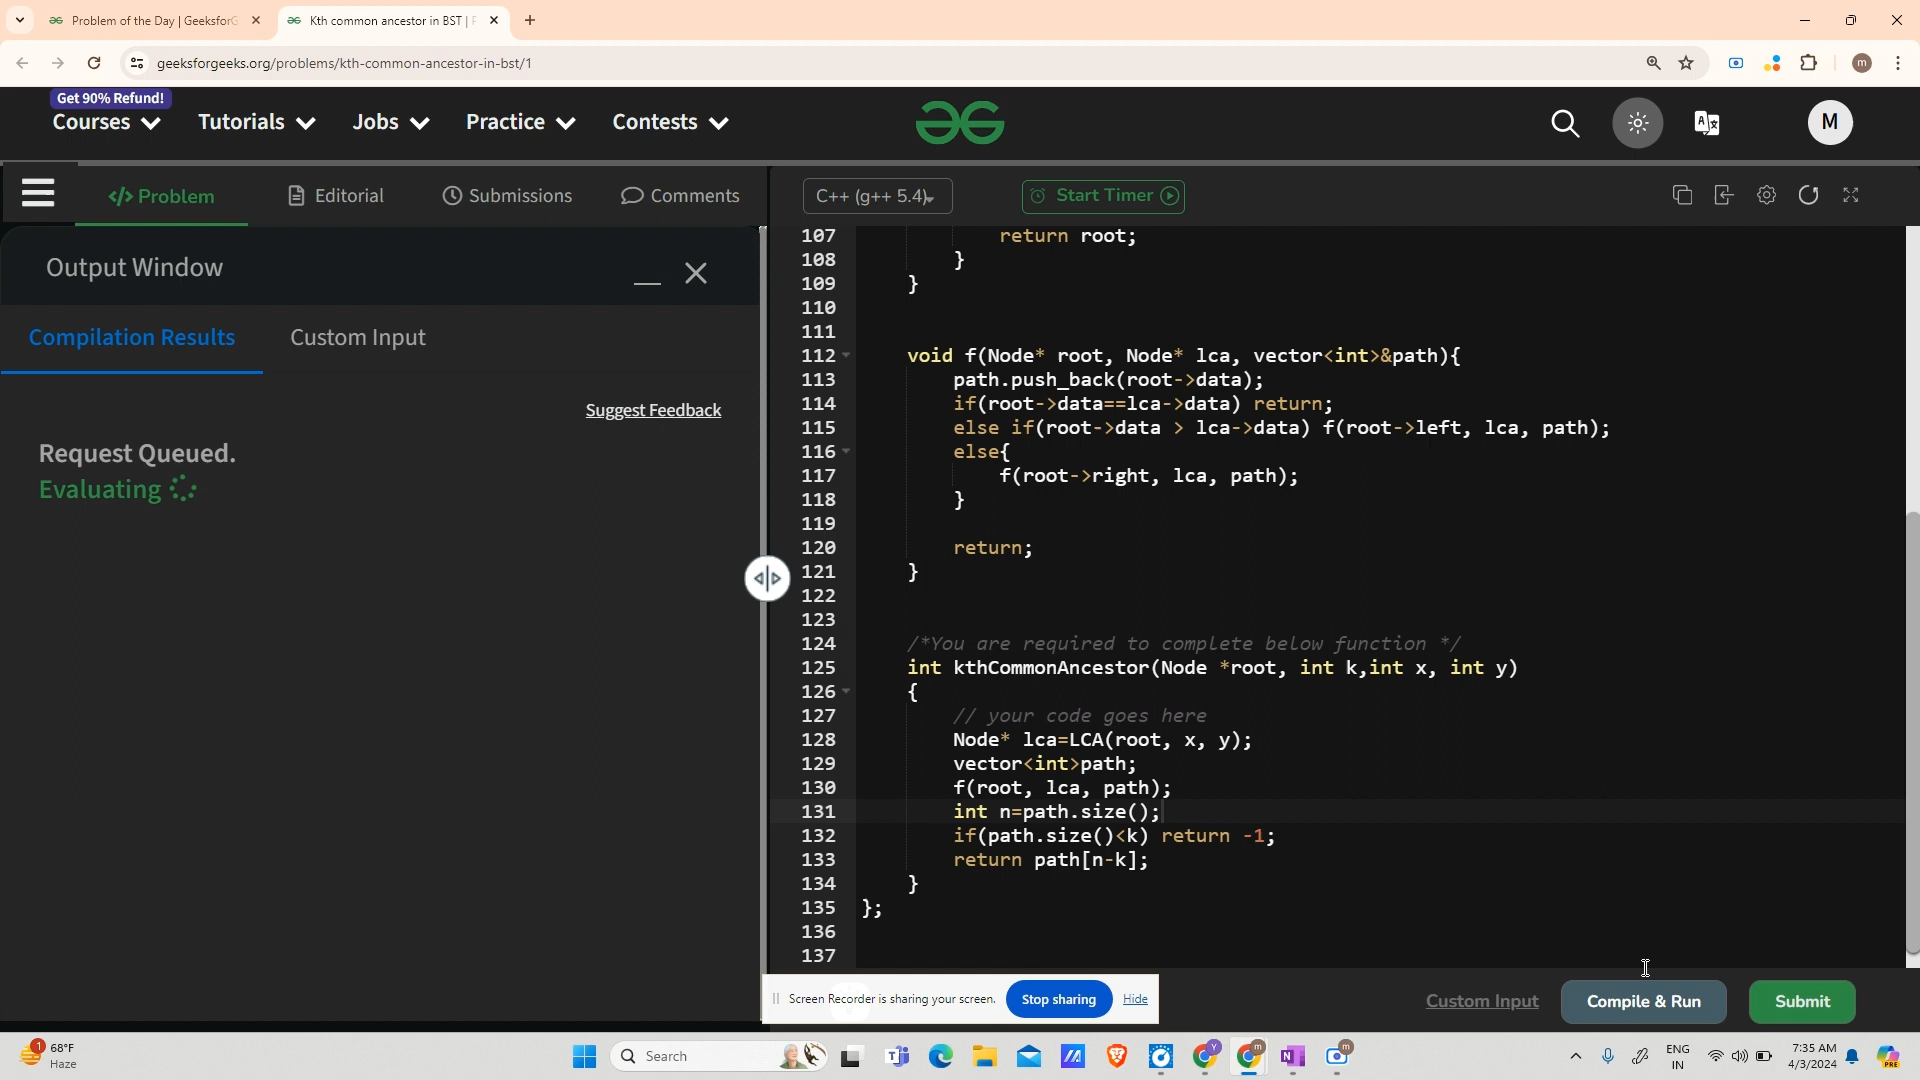 Problem of the Day | GeeksforG
Kth common ancestor in BST | P
geeksforgeeks.org/problems/kth-common-ancestor-in-bst/1
m
Get 90% Refund!
Courses
Tutorials
Jobs
Practice
Contests
M
</> Problem
Editorial
Submissions
Comments
C++ (g++ 5.4)
Start Timer
Output Window
Compilation Results
Custom Input
Suggest Feedback
Request Queued.
Evaluating
107 return root;
108 }
109 }
110
111
112 void f(Node* root, Node* lca, vector<int>&path){
113 path.push_back(root->data);
114 if(root->data==lca->data) return;
115 else if(root->data > lca->data) f(root->left, lca, path);
116 else{
117 f(root->right, lca, path);
118 }
119
120 return;
121 }
122
123
124 /*You are required to complete below function */
125 int kthCommonAncestor(Node *root, int k,int x, int y)
126 {
127 // your code goes here
128 Node* lca=LCA(root, x, y);
129 vector<int>path;
130 f(root, lca, path);
131 int n=path.size();
132 if(path.size()<k) return -1;
133 return path[n-k];
134 }
135 };
136
137
Screen Recorder is sharing your screen.
Stop sharing
Hide
Custom Input
Compile & Run
Submit
1
68°F
Haze
Search
ENG
IN
7:35 AM
4/3/2024